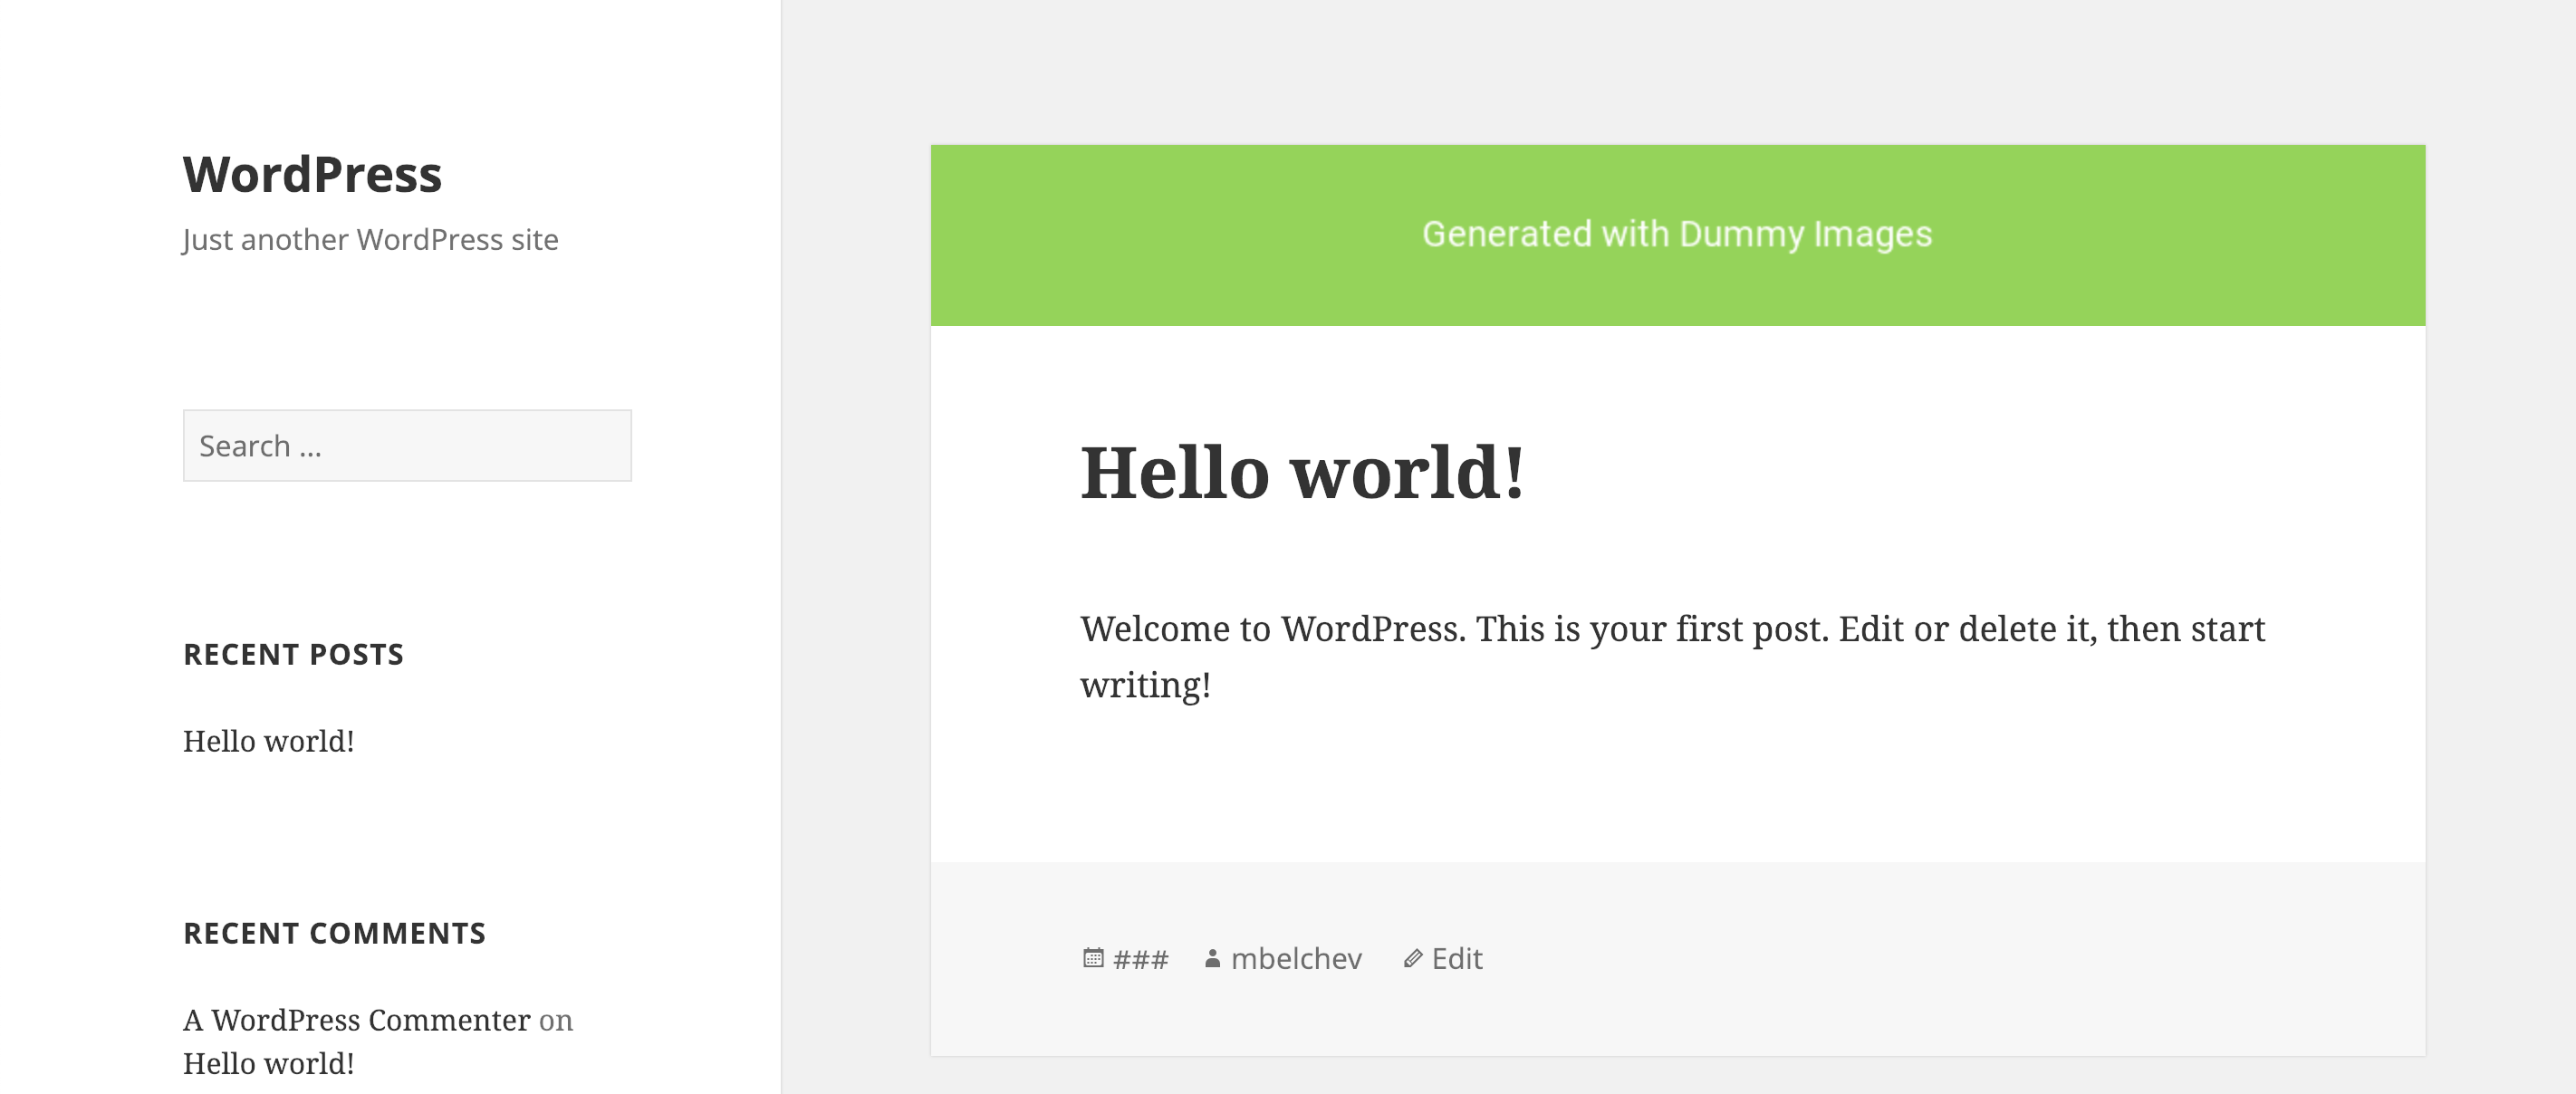 WordPress
Just another WordPress site
Search ...
RECENT POSTS
Hello world!
RECENT COMMENTS
A WordPress Commenter on
Hello world!
Generated with Dummy Images
Hello world!
Welcome to WordPress. This is your first post. Edit or delete it, then start
writing!
### mbelchev Edit